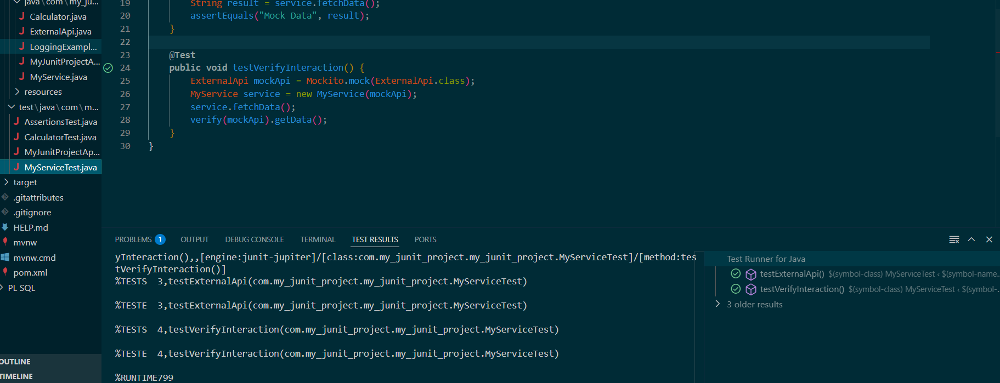 java\com\my_ju...
Calculator.java
ExternalApi.java
LoggingExampl...
MyJunitProjectA...
MyService.java
resources
test\java\com\m...
AssertionsTest.java
CalculatorTest.java
MyJunitProjectAp...
MyServiceTest.java
target
.gitattributes
.gitignore
HELP.md
mvnw
mvnw.cmd
pom.xml
PL SQL
OUTLINE
TIMELINE
19 String result = service.fetchData();
20 assertEquals("Mock Data", result);
21 }
22
23 @Test
24 public void testVerifyInteraction() {
25 ExternalApi mockApi = Mockito.mock(ExternalApi.class);
26 MyService service = new MyService(mockApi);
27 service.fetchData();
28 verify(mockApi).getData();
29 }
30 }
PROBLEMS 1 OUTPUT DEBUG CONSOLE TERMINAL TEST RESULTS PORTS
yInteraction(),,[engine:junit-jupiter]/[class:com.my_junit_project.my_junit_project.MyServiceTest]/[method:tes
tVerifyInteraction()]
%TESTS  3,testExternalApi(com.my_junit_project.my_junit_project.MyServiceTest)
%TESTE  3,testExternalApi(com.my_junit_project.my_junit_project.MyServiceTest)
%TESTS  4,testVerifyInteraction(com.my_junit_project.my_junit_project.MyServiceTest)
%TESTE  4,testVerifyInteraction(com.my_junit_project.my_junit_project.MyServiceTest)
%RUNTIME799
Test Runner for Java
testExternalApi() $(symbol-class) MyServiceTest ‹ $(symbol-name...
testVerifyInteraction() $(symbol-class) MyServiceTest ‹ $(symbol-...
3 older results